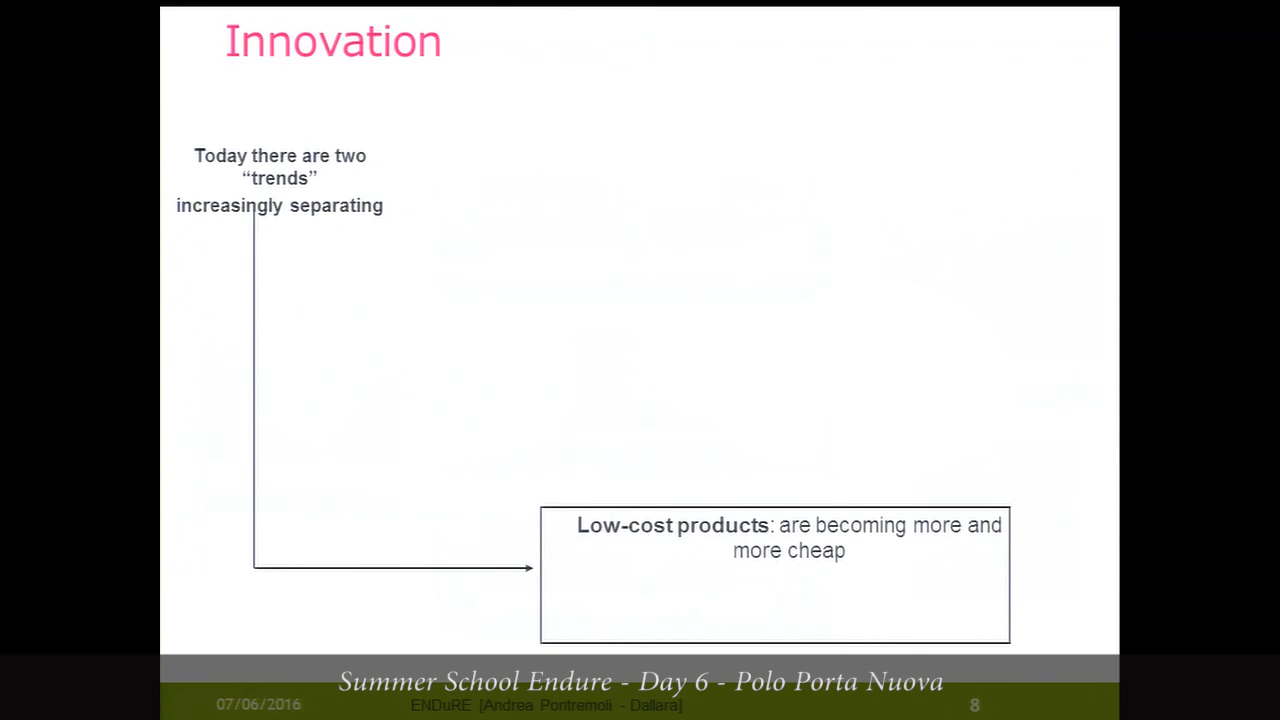 Innovation
Today there are two
“trends”
increasingly separating
Low-cost products: are becoming more and
more cheap
Summer School Endure - Day 6 - Polo Porta Nuova
07/06/2016
ENDuRE [Andrea Pontremoli - Dallara]
8